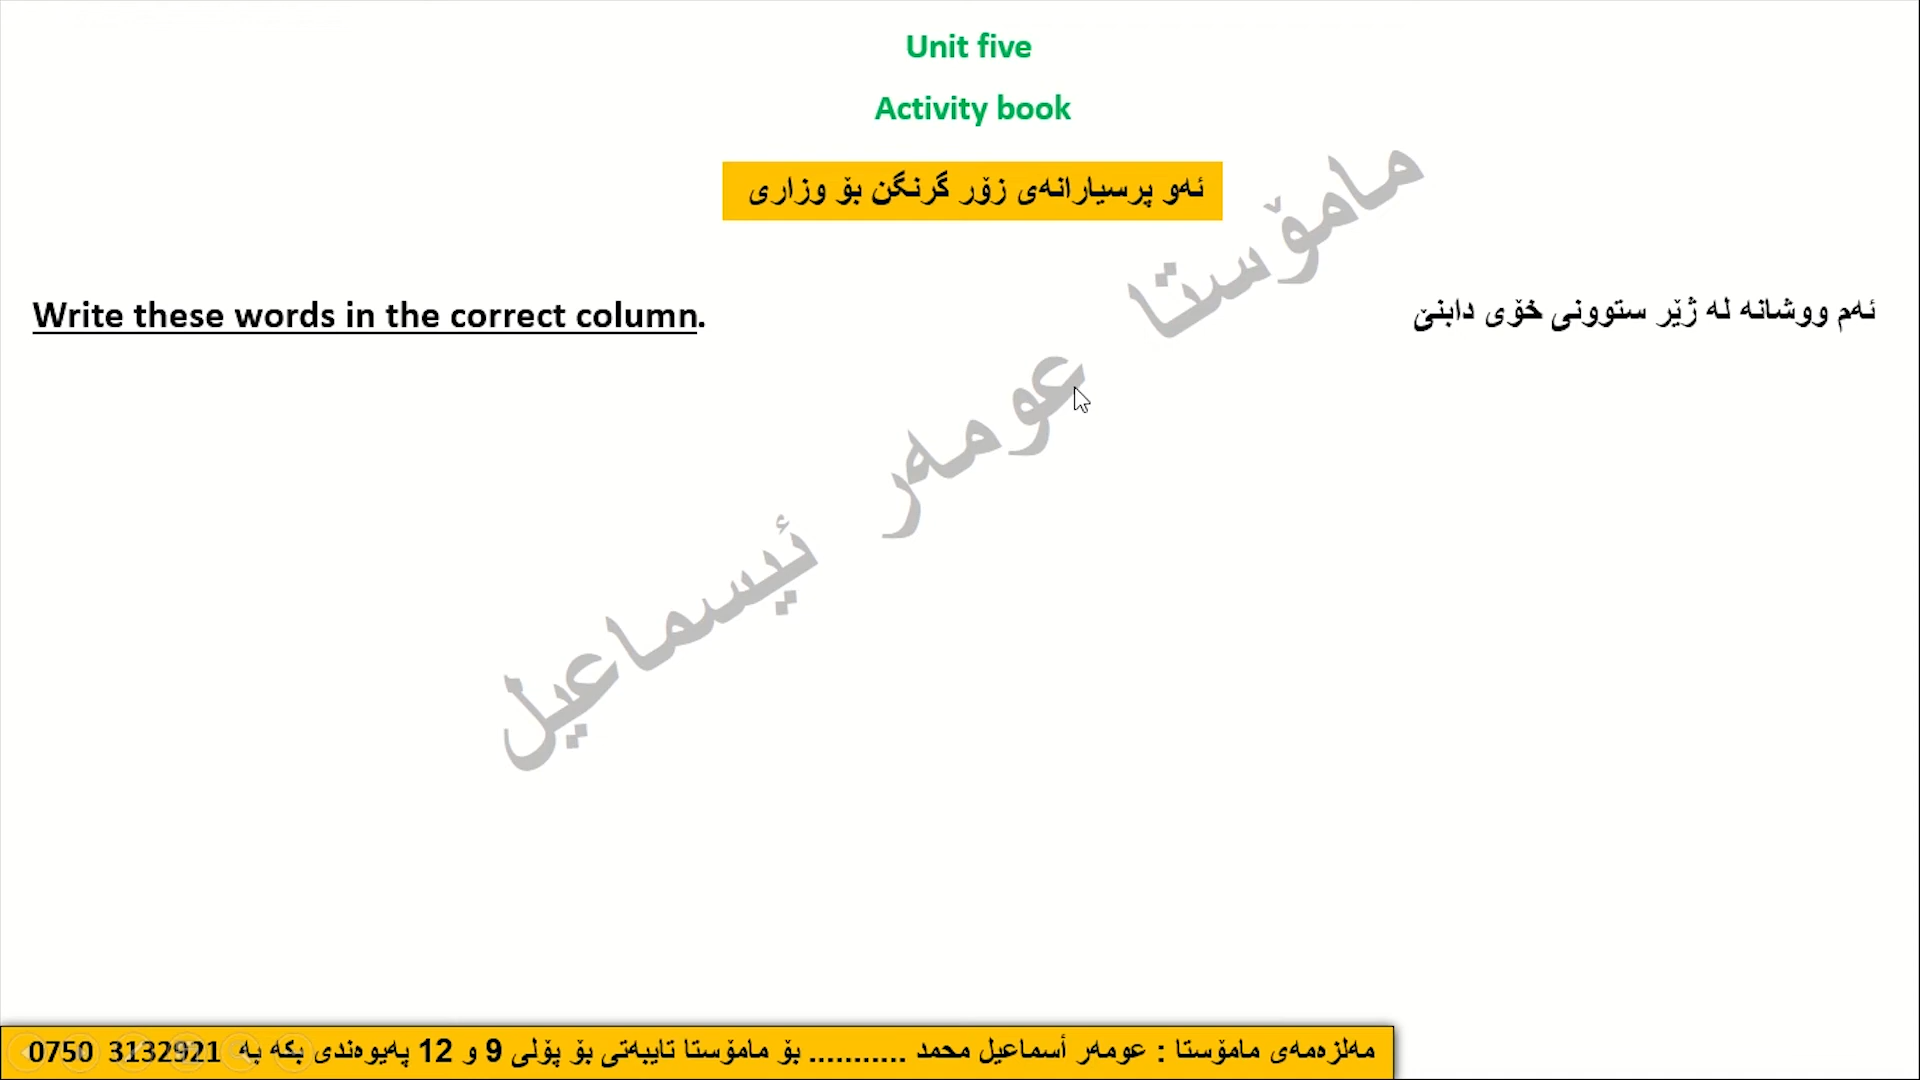 Unit five
Activity book
ئەو پرسیارانەی زۆر گرنگن بۆ وزاری
Write these words in the correct column.
ئەم ووشانە لە ژێر ستوونی خۆی دابنێ
مامۆستا عومەر ئیسماعیل
مەلزەمەی مامۆستا : عومەر أسماعیل محمد ........... بۆ مامۆستا تایبەتی بۆ پۆلی 9 و 12 پەیوەندی بکە بە 0750 3132921